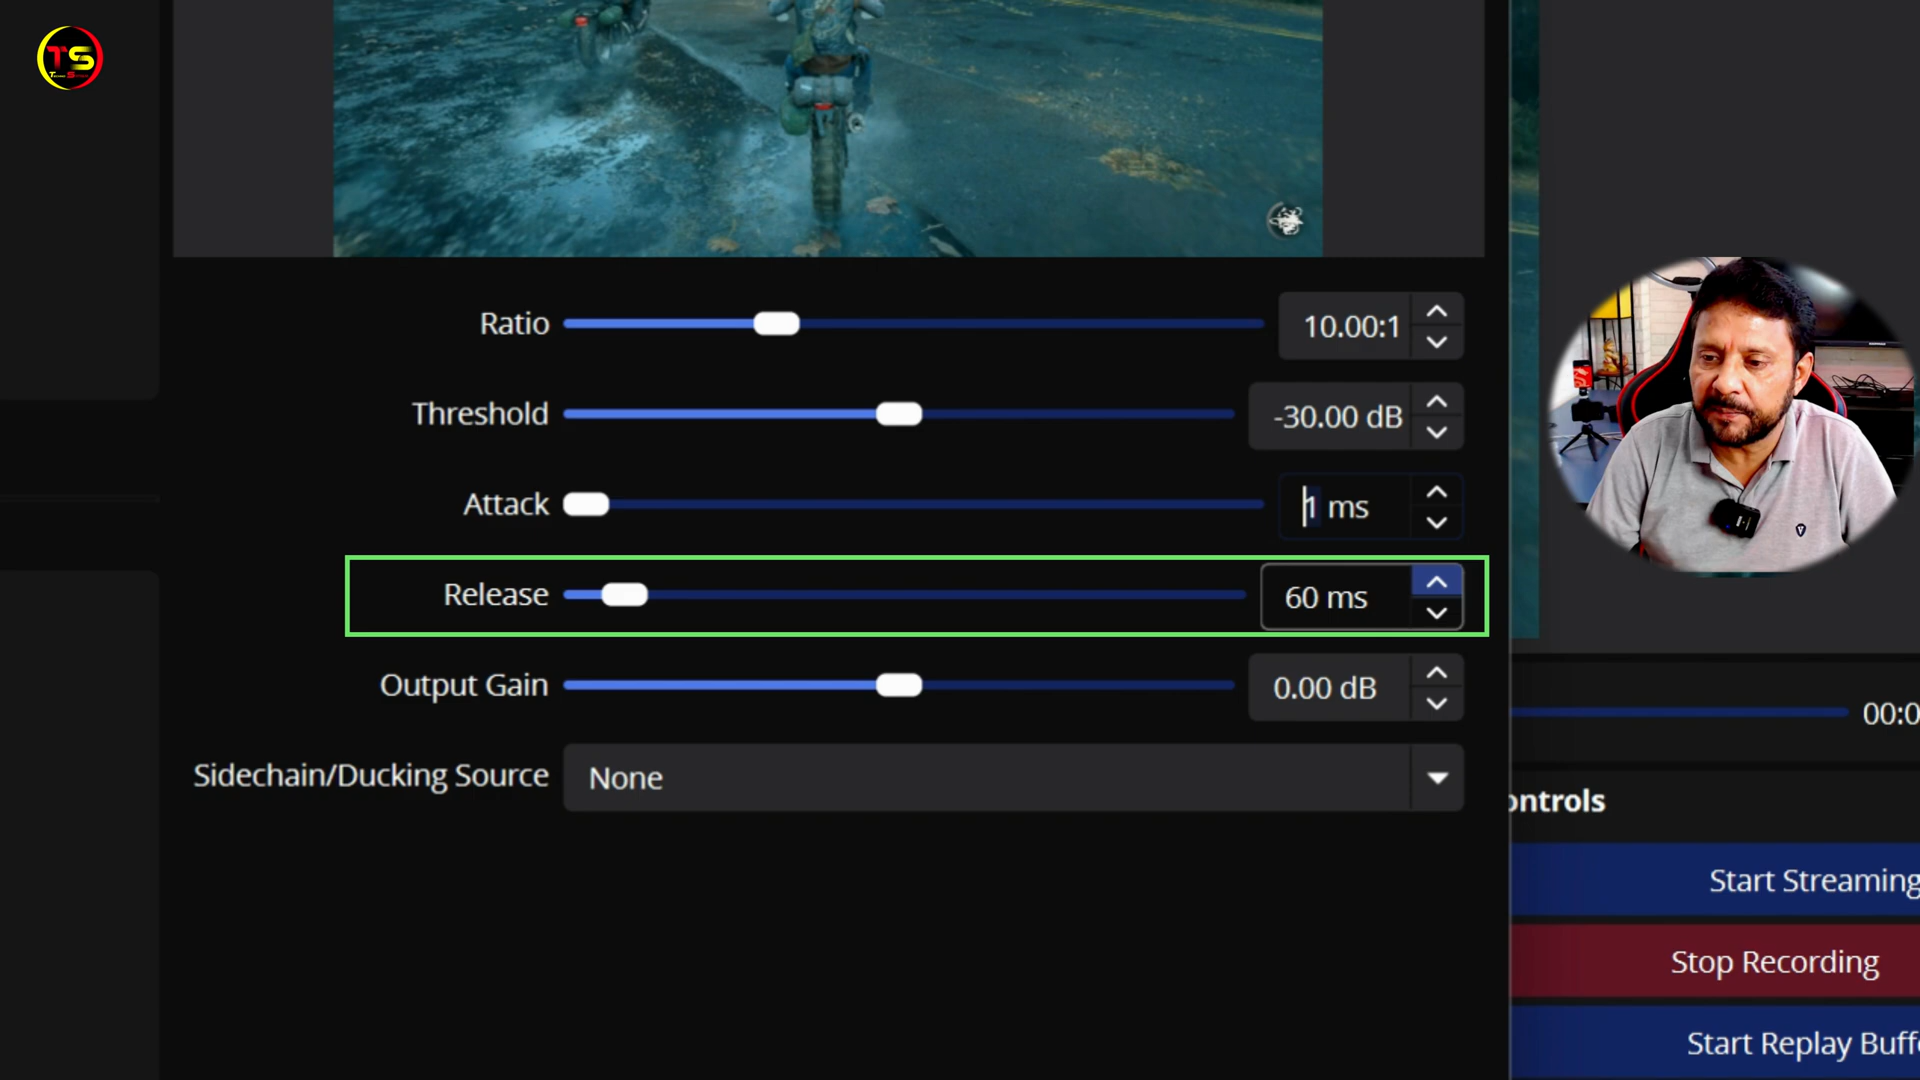 TS
Ratio
10.00:1
Threshold
-30.00 dB
Attack
1 ms
Release
60 ms
Output Gain
0.00 dB
Sidechain/Ducking Source
None
00:0
ontrols
Start Streaming
Stop Recording
Start Replay Buff